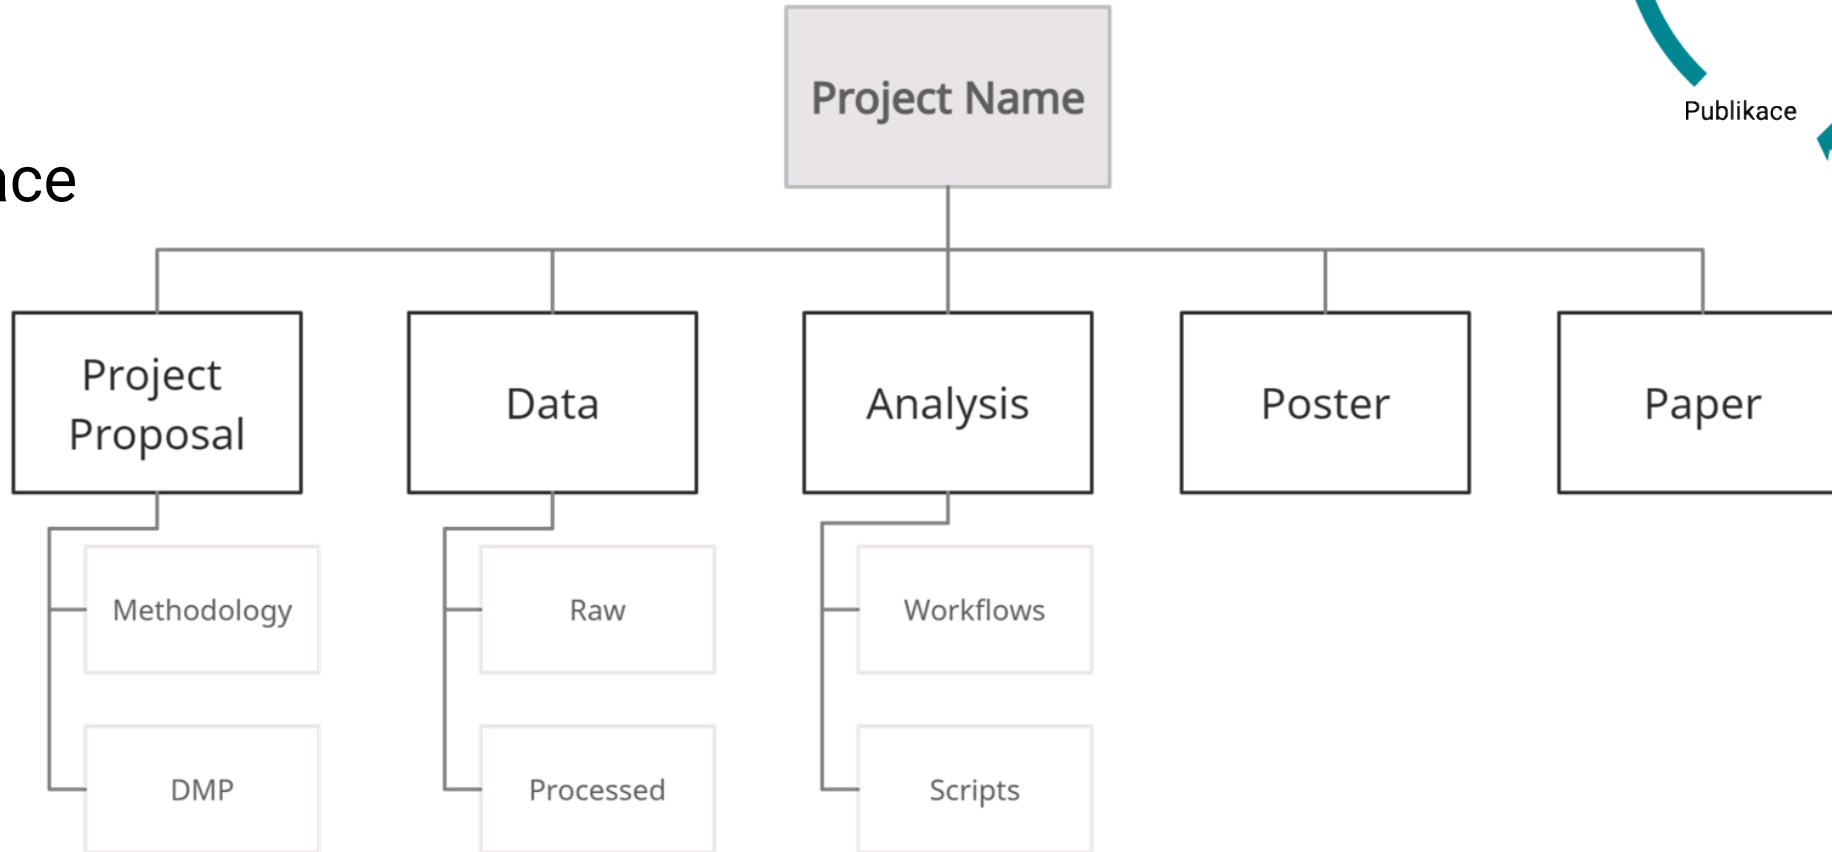 Project Name
Publikace
ace
Project
Proposal
Data
Analysis
Poster
Paper
Methodology
Raw
Workflows
DMP
Processed
Scripts